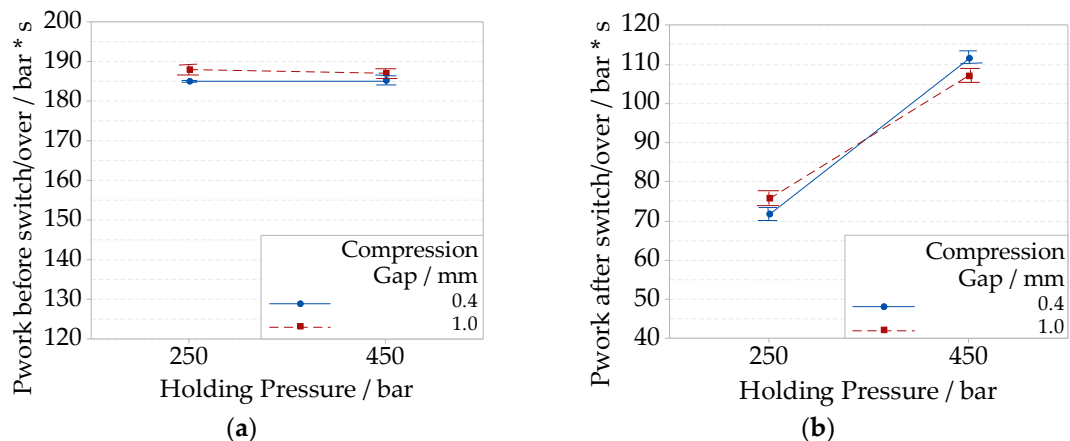 Pwork before switch/over / bar * s
200
190
180
170
160
150
140
130
120
250
450
Holding Pressure / bar
Compression
Gap / mm
0.4
1.0
(a)
Pwork after switch/over / bar * s
120
110
100
90
80
70
60
50
40
250
450
Holding Pressure / bar
Compression
Gap / mm
0.4
1.0
(b)